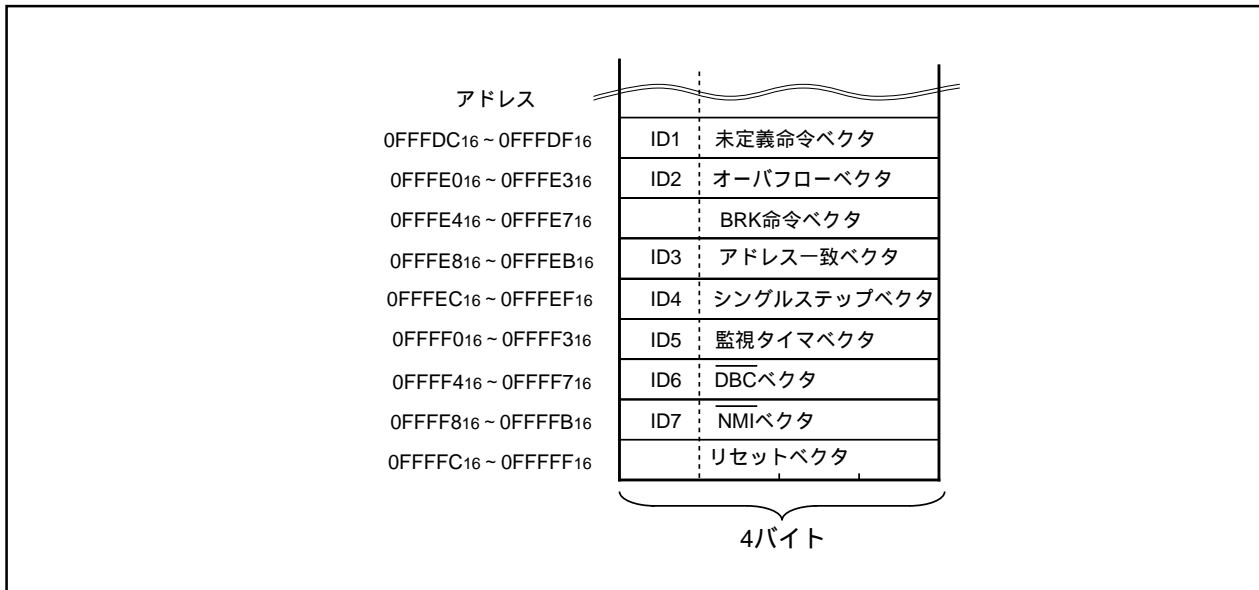 アドレス
0FFFDC16 ~ 0FFFDF16 ID1 未定義命令ベクタ
0FFFE016 ~ 0FFFE316 ID2 オーバフローベクタ
0FFFE416 ~ 0FFFE716 BRK命令ベクタ
0FFFE816 ~ 0FFFEB16 ID3 アドレス一致ベクタ
0FFFEC16 ~ 0FFFEF16 ID4 シングルステップベクタ
0FFFF016 ~ 0FFFF316 ID5 監視タイマベクタ
0FFFF416 ~ 0FFFF716 ID6 DBCベクタ
0FFFF816 ~ 0FFFFB16 ID7 NMIベクタ
0FFFFC16 ~ 0FFFFF16 リセットベクタ
4バイト